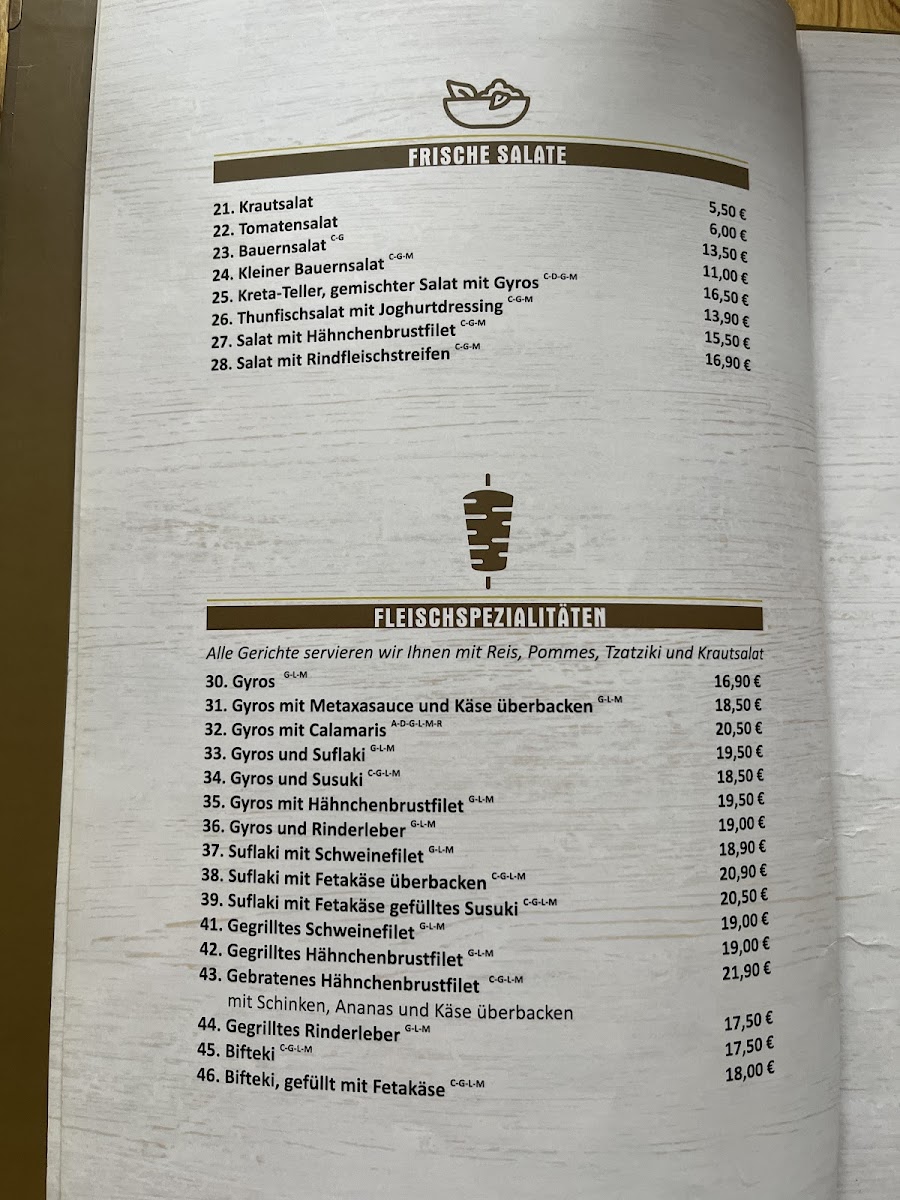 FRISCHE SALATE
21. Krautsalat 5,50 €
22. Tomatensalat 6,00 €
23. Bauernsalat C-G 13,50 €
24. Kleiner Bauernsalat C-G-M 11,00 €
25. Kreta-Teller, gemischter Salat mit Gyros C-D-G-M 16,50 €
26. Thunfischsalat mit Joghurtdressing C-G-M 13,90 €
27. Salat mit Hähnchenbrustfilet C-G-M 15,50 €
28. Salat mit Rindfleischstreifen C-G-M 16,90 €
FLEISCHSPEZIALITÄTEN
Alle Gerichte servieren wir Ihnen mit Reis, Pommes, Tzatziki und Krautsalat
30. Gyros G-L-M 16,90 €
31. Gyros mit Metaxasauce und Käse überbacken G-L-M 18,50 €
32. Gyros mit Calamaris A-D-G-L-M-R 20,50 €
33. Gyros und Suflaki G-L-M 19,50 €
34. Gyros und Susuki C-G-L-M 18,50 €
35. Gyros mit Hähnchenbrustfilet G-L-M 19,50 €
36. Gyros und Rinderleber G-L-M 19,00 €
37. Suflaki mit Schweinefilet G-L-M 18,90 €
38. Suflaki mit Fetakäse überbacken C-G-L-M 20,90 €
39. Suflaki mit Fetakäse gefülltes Susuki C-G-L-M 20,50 €
41. Gegrilltes Schweinefilet G-L-M 19,00 €
42. Gegrilltes Hähnchenbrustfilet G-L-M 19,00 €
43. Gebratenes Hähnchenbrustfilet C-G-L-M 21,90 €
mit Schinken, Ananas und Käse überbacken
44. Gegrilltes Rinderleber G-L-M 17,50 €
45. Bifteki C-G-L-M 17,50 €
46. Bifteki, gefüllt mit Fetakäse C-G-L-M 18,00 €